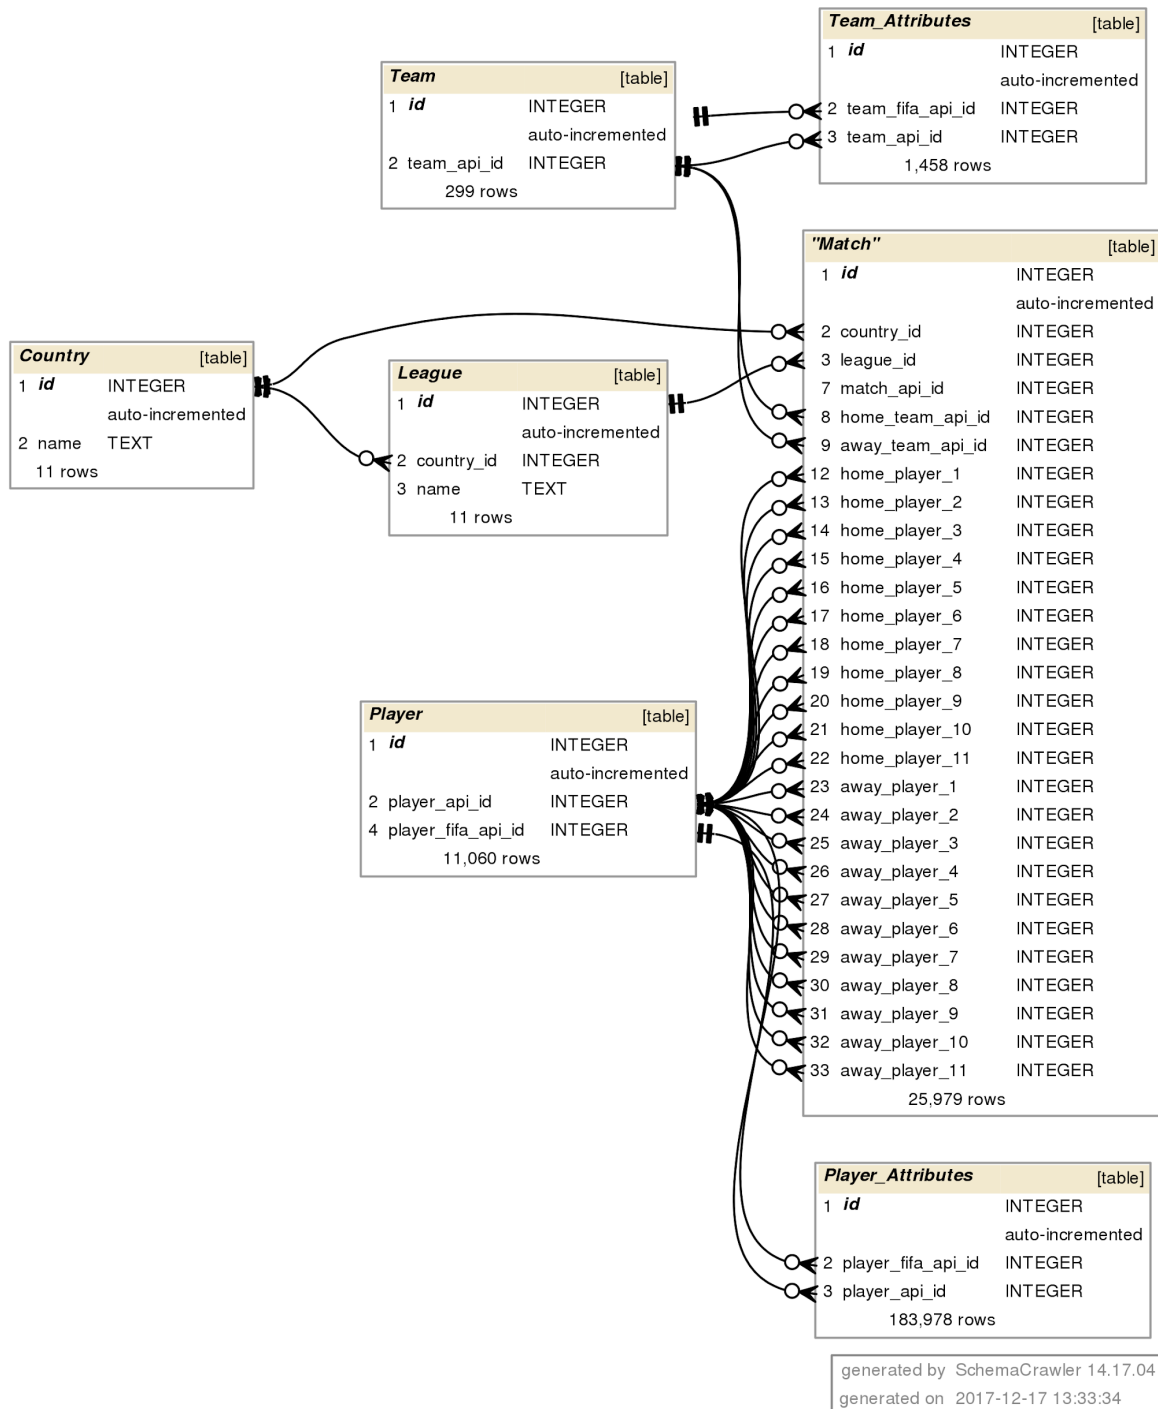 Team_Attributes [table]
1 id INTEGER
auto-incremented
2 team_fifa_api_id INTEGER
3 team_api_id INTEGER
1,458 rows
Team [table]
1 id INTEGER
auto-incremented
2 team_api_id INTEGER
299 rows
"Match" [table]
1 id INTEGER
auto-incremented
2 country_id INTEGER
3 league_id INTEGER
7 match_api_id INTEGER
8 home_team_api_id INTEGER
9 away_team_api_id INTEGER
12 home_player_1 INTEGER
13 home_player_2 INTEGER
14 home_player_3 INTEGER
15 home_player_4 INTEGER
16 home_player_5 INTEGER
17 home_player_6 INTEGER
18 home_player_7 INTEGER
19 home_player_8 INTEGER
20 home_player_9 INTEGER
21 home_player_10 INTEGER
22 home_player_11 INTEGER
23 away_player_1 INTEGER
24 away_player_2 INTEGER
25 away_player_3 INTEGER
26 away_player_4 INTEGER
27 away_player_5 INTEGER
28 away_player_6 INTEGER
29 away_player_7 INTEGER
30 away_player_8 INTEGER
31 away_player_9 INTEGER
32 away_player_10 INTEGER
33 away_player_11 INTEGER
25,979 rows
Country [table]
1 id INTEGER
auto-incremented
2 name TEXT
11 rows
League [table]
1 id INTEGER
auto-incremented
2 country_id INTEGER
3 name TEXT
11 rows
Player [table]
1 id INTEGER
auto-incremented
2 player_api_id INTEGER
4 player_fifa_api_id INTEGER
11,060 rows
Player_Attributes [table]
1 id INTEGER
auto-incremented
2 player_fifa_api_id INTEGER
3 player_api_id INTEGER
183,978 rows
generated by SchemaCrawler 14.17.04
generated on 2017-12-17 13:33:34